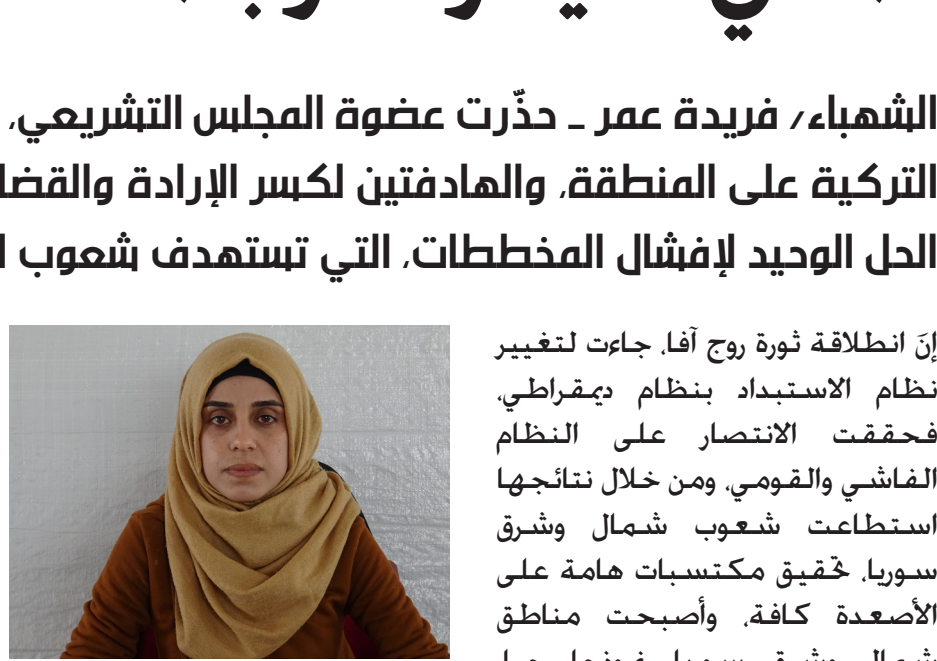 الشهباء/ فريدة عمر ـ حذّرت عضوة المجلس التشريعي،
التركية على المنطقة، والهادفتين لكسر الإرادة والقضا
الحل الوحيد لإفشال المخططات، التي تستهدف شعوب ا
إنَ انطلاقة ثورة روج آفا، جاءت لتغيير
نظام الاستبداد بنظام ديمقراطي،
فحققت الانتصار على النظام
الفاشي والقومي، ومن خلال نتائجها
استطاعت شعوب شمال وشرق
سوريا، تحقيق مكتسبات هامة على
الأصعدة كافة، وأصبحت مناطق